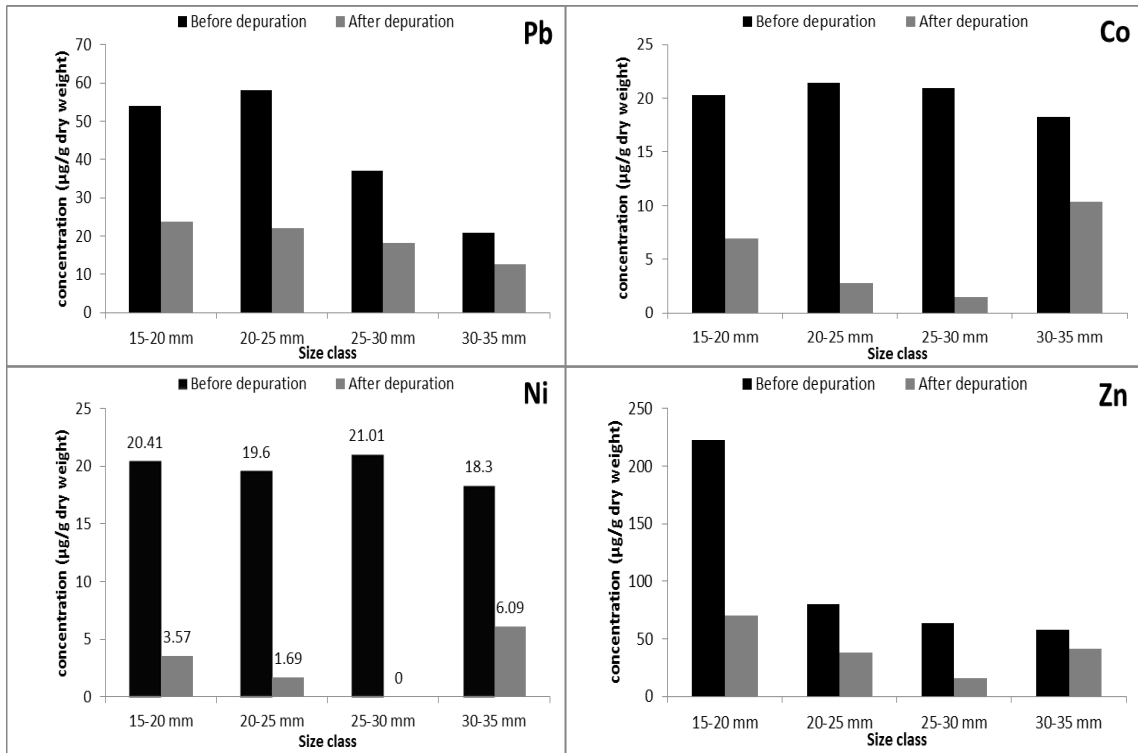 Before depuration After depuration
Pb
concentration (µg/g dry weight)
70
60
50
40
30
20
10
0
15-20 mm 20-25 mm 25-30 mm 30-35 mm
Size class
Before depuration After depuration
Co
concentration (µg/g dry weight)
25
20
15
10
5
0
15-20 mm 20-25 mm 25-30 mm 30-35 mm
Size class
Before depuration After depuration
Ni
concentration (µg/g dry weight)
25
20
15
10
5
0
20.41 19.6 21.01 18.3
3.57 1.69 0 6.09
15-20 mm 20-25 mm 25-30 mm 30-35 mm
Size class
Before depuration After depuration
Zn
concentration (µg/g dry weight)
250
200
150
100
50
0
15-20 mm 20-25 mm 25-30 mm 30-35 mm
Size class